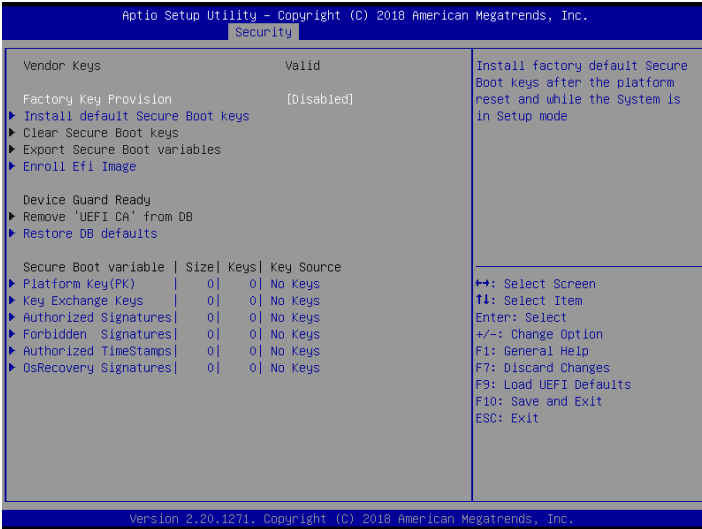 Aptio Setup Utility – Copyright (C) 2018 American Megatrends, Inc.
Security
Vendor Keys Valid
Factory Key Provision [Disabled]
Install default Secure Boot keys
Clear Secure Boot keys
Export Secure Boot variables
Enroll Efi Image
Device Guard Ready
Remove 'UEFI CA' from DB
Restore DB defaults
Secure Boot variable | Size| Keys| Key Source
Platform Key(PK) | 0| 0| No Keys
Key Exchange Keys | 0| 0| No Keys
Authorized Signatures| 0| 0| No Keys
Forbidden Signatures| 0| 0| No Keys
Authorized TimeStamps| 0| 0| No Keys
OsRecovery Signatures| 0| 0| No Keys
Install factory default Secure
Boot keys after the platform
reset and while the System is
in Setup mode
↔: Select Screen
↑↓: Select Item
Enter: Select
+/-: Change Option
F1: General Help
F7: Discard Changes
F9: Load UEFI Defaults
F10: Save and Exit
ESC: Exit
Version 2.20.1271. Copyright (C) 2018 American Megatrends, Inc.